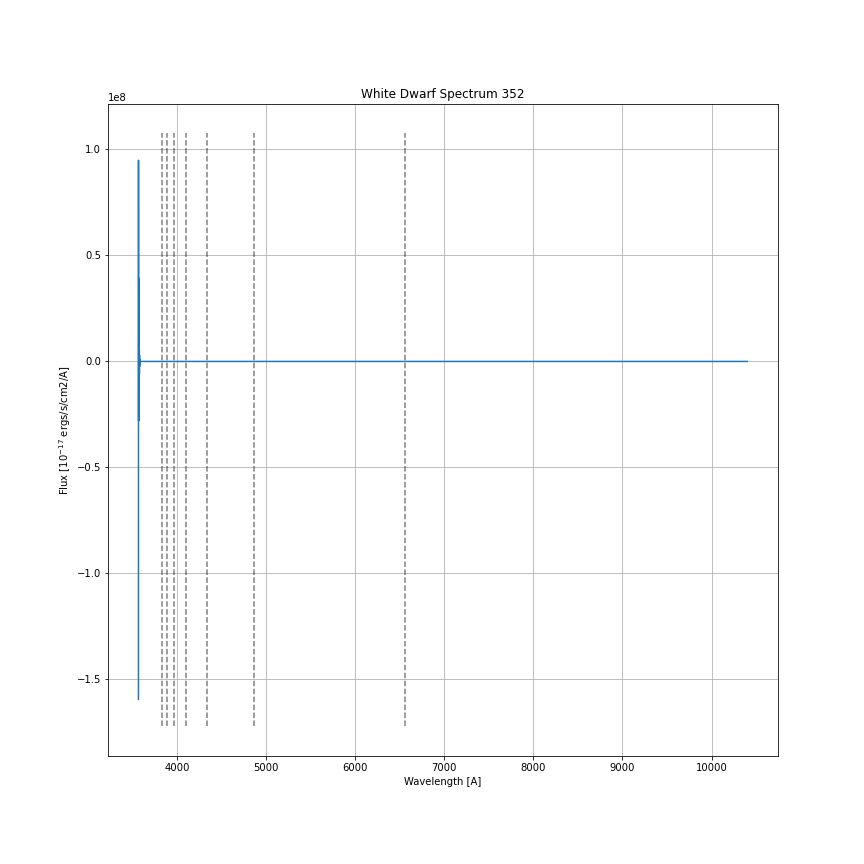 White Dwarf Spectrum 352
1e8
1.0
0.5
0.0
−0.5
−1.0
−1.5
Flux [10⁻¹⁷ ergs/s/cm2/A]
4000 5000 6000 7000 8000 9000 10000
Wavelength [A]